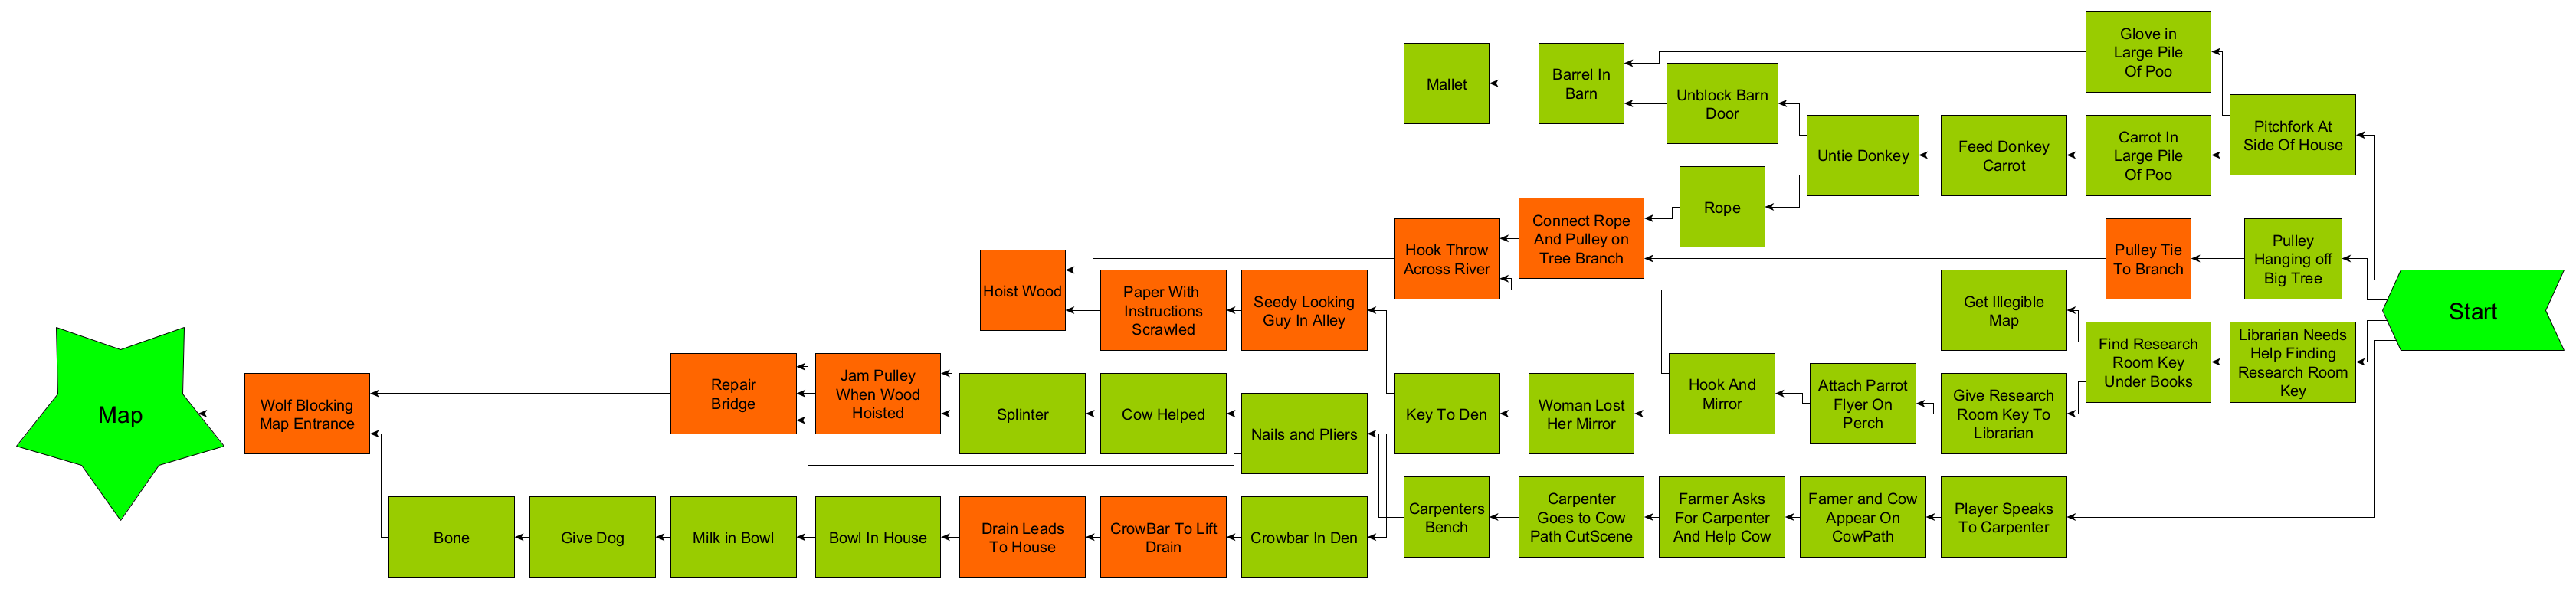 Glove in
Large Pile
Of Poo
Mallet
Barrel In
Barn
Unblock Barn
Door
Pitchfork At
Side Of House
Untie Donkey
Feed Donkey
Carrot
Carrot In
Large Pile
Of Poo
Rope
Connect Rope
And Pulley on
Tree Branch
Hook Throw
Across River
Pulley Tie
To Branch
Pulley
Hanging off
Big Tree
Hoist Wood
Paper With
Instructions
Scrawled
Seedy Looking
Guy In Alley
Get Illegible
Map
Start
Find Research
Room Key
Under Books
Librarian Needs
Help Finding
Research Room
Key
Map
Wolf Blocking
Map Entrance
Repair
Bridge
Jam Pulley
When Wood
Hoisted
Splinter
Cow Helped
Nails and Pliers
Key To Den
Woman Lost
Her Mirror
Hook And
Mirror
Attach Parrot
Flyer On
Perch
Give Research
Room Key To
Librarian
Bone
Give Dog
Milk in Bowl
Bowl In House
Drain Leads
To House
CrowBar To Lift
Drain
Crowbar In Den
Carpenters
Bench
Carpenter
Goes to Cow
Path CutScene
Farmer Asks
For Carpenter
And Help Cow
Famer and Cow
Appear On
CowPath
Player Speaks
To Carpenter